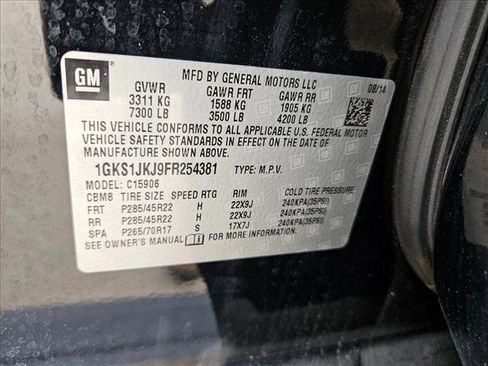 GM
MFD BY GENERAL MOTORS LLC
08/14
GVWR GAWR FRT GAWR RR
3311 KG 1588 KG 1905 KG
7300 LB 3500 LB 4200 LB
THIS VEHICLE CONFORMS TO ALL APPLICABLE U.S. FEDERAL MOTOR
VEHICLE SAFETY STANDARDS IN EFFECT ON THE DATE OF
MANUFACTURE SHOWN ABOVE.
1GKS1JKJ9FR254381 TYPE: M.P.V.
MODEL: C15906
CBM8 TIRE SIZE SPEED RTG RIM COLD TIRE PRESSURE
FRT P285/45R22 H 22X9J 240KPA(35PSI)
RR P285/45R22 H 22X9J 240KPA(35PSI)
SPA P265/70R17 S 17X7J 240KPA(35PSI)
SEE OWNER'S MANUAL FOR MORE INFORMATION.